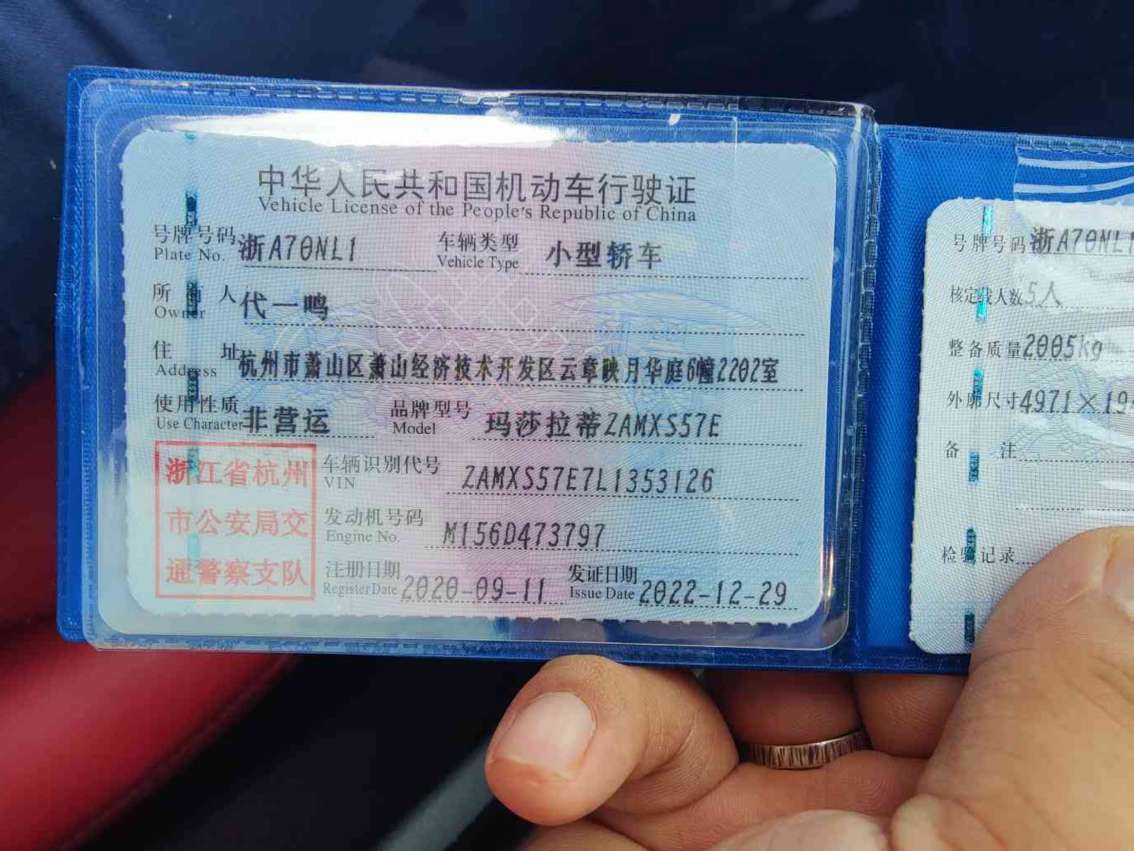 中华人民共和国机动车行驶证
Vehicle License of the People's Republic of China
号牌号码 浙A70NL1 车辆类型 小型轿车
Plate No. Vehicle Type
所有人 代一鸣
Owner
住址 杭州市萧山区萧山经济技术开发区云章映月华庭6幢2202室
Address
使用性质 非营运 品牌型号 玛莎拉蒂ZAMXS57E
Use Character Model
浙江省杭州
市公安局交
通警察支队
车辆识别代号 ZAMXS57E7L1353126
VIN
发动机号码 M156D473797
Engine No.
注册日期 2020-09-11 发证日期 2022-12-29
Register Date Issue Date
号牌号码 浙A70NL1
核定载人数 5人
整备质量 2005kg
外廓尺寸 4971×19
备注
检验记录